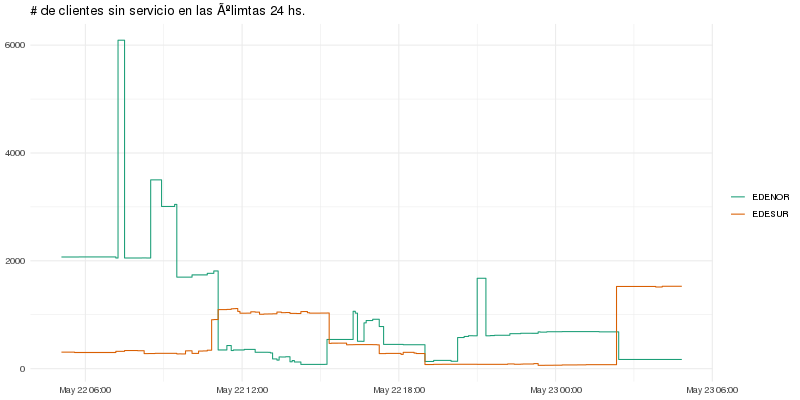 # de clientes sin servicio en las Ãºlimtas 24 hs.
6000
4000
2000
0
May 22 06:00
May 22 12:00
May 22 18:00
May 23 00:00
May 23 06:00
EDENOR
EDESUR